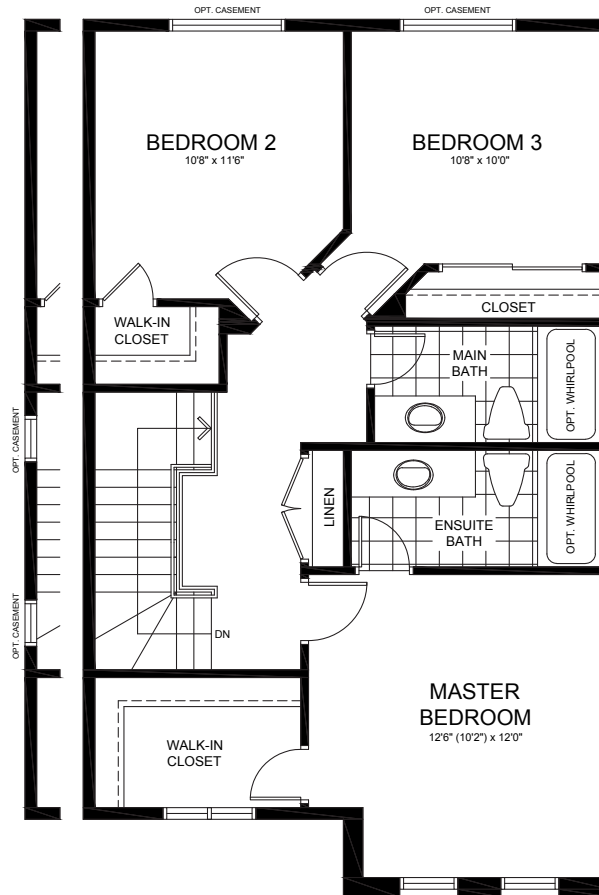 OPT. CASEMENT
OPT. CASEMENT
BEDROOM 2
10'8" x 11'6"
BEDROOM 3
10'8" x 10'0"
CLOSET
WALK-IN
CLOSET
MAIN
BATH
OPT. WHIRLPOOL
OPT. CASEMENT
LINEN
ENSUITE
BATH
OPT. WHIRLPOOL
OPT. CASEMENT
DN
MASTER
BEDROOM
12'6" (10'2") x 12'0"
WALK-IN
CLOSET